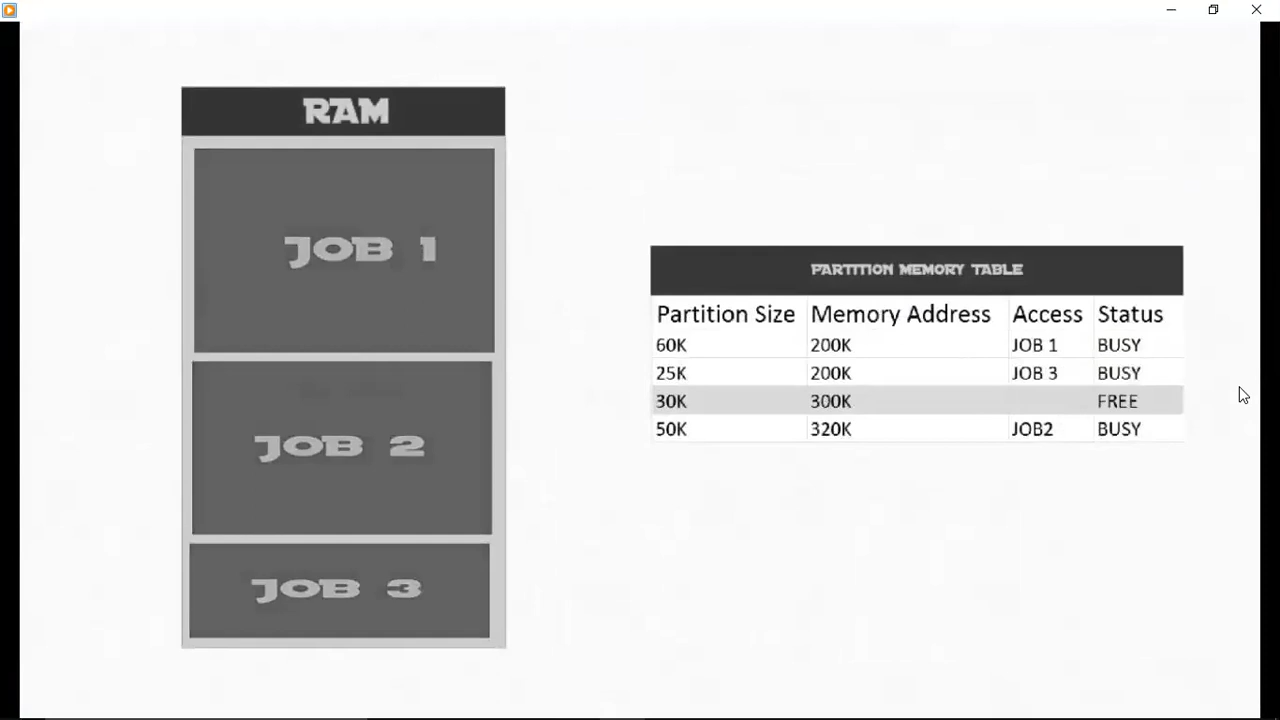 RAM
JOB 1
JOB 2
JOB 3
PARTITION MEMORY TABLE
Partition Size Memory Address Access Status
60K 200K JOB 1 BUSY
25K 200K JOB 3 BUSY
30K 300K FREE
50K 320K JOB2 BUSY